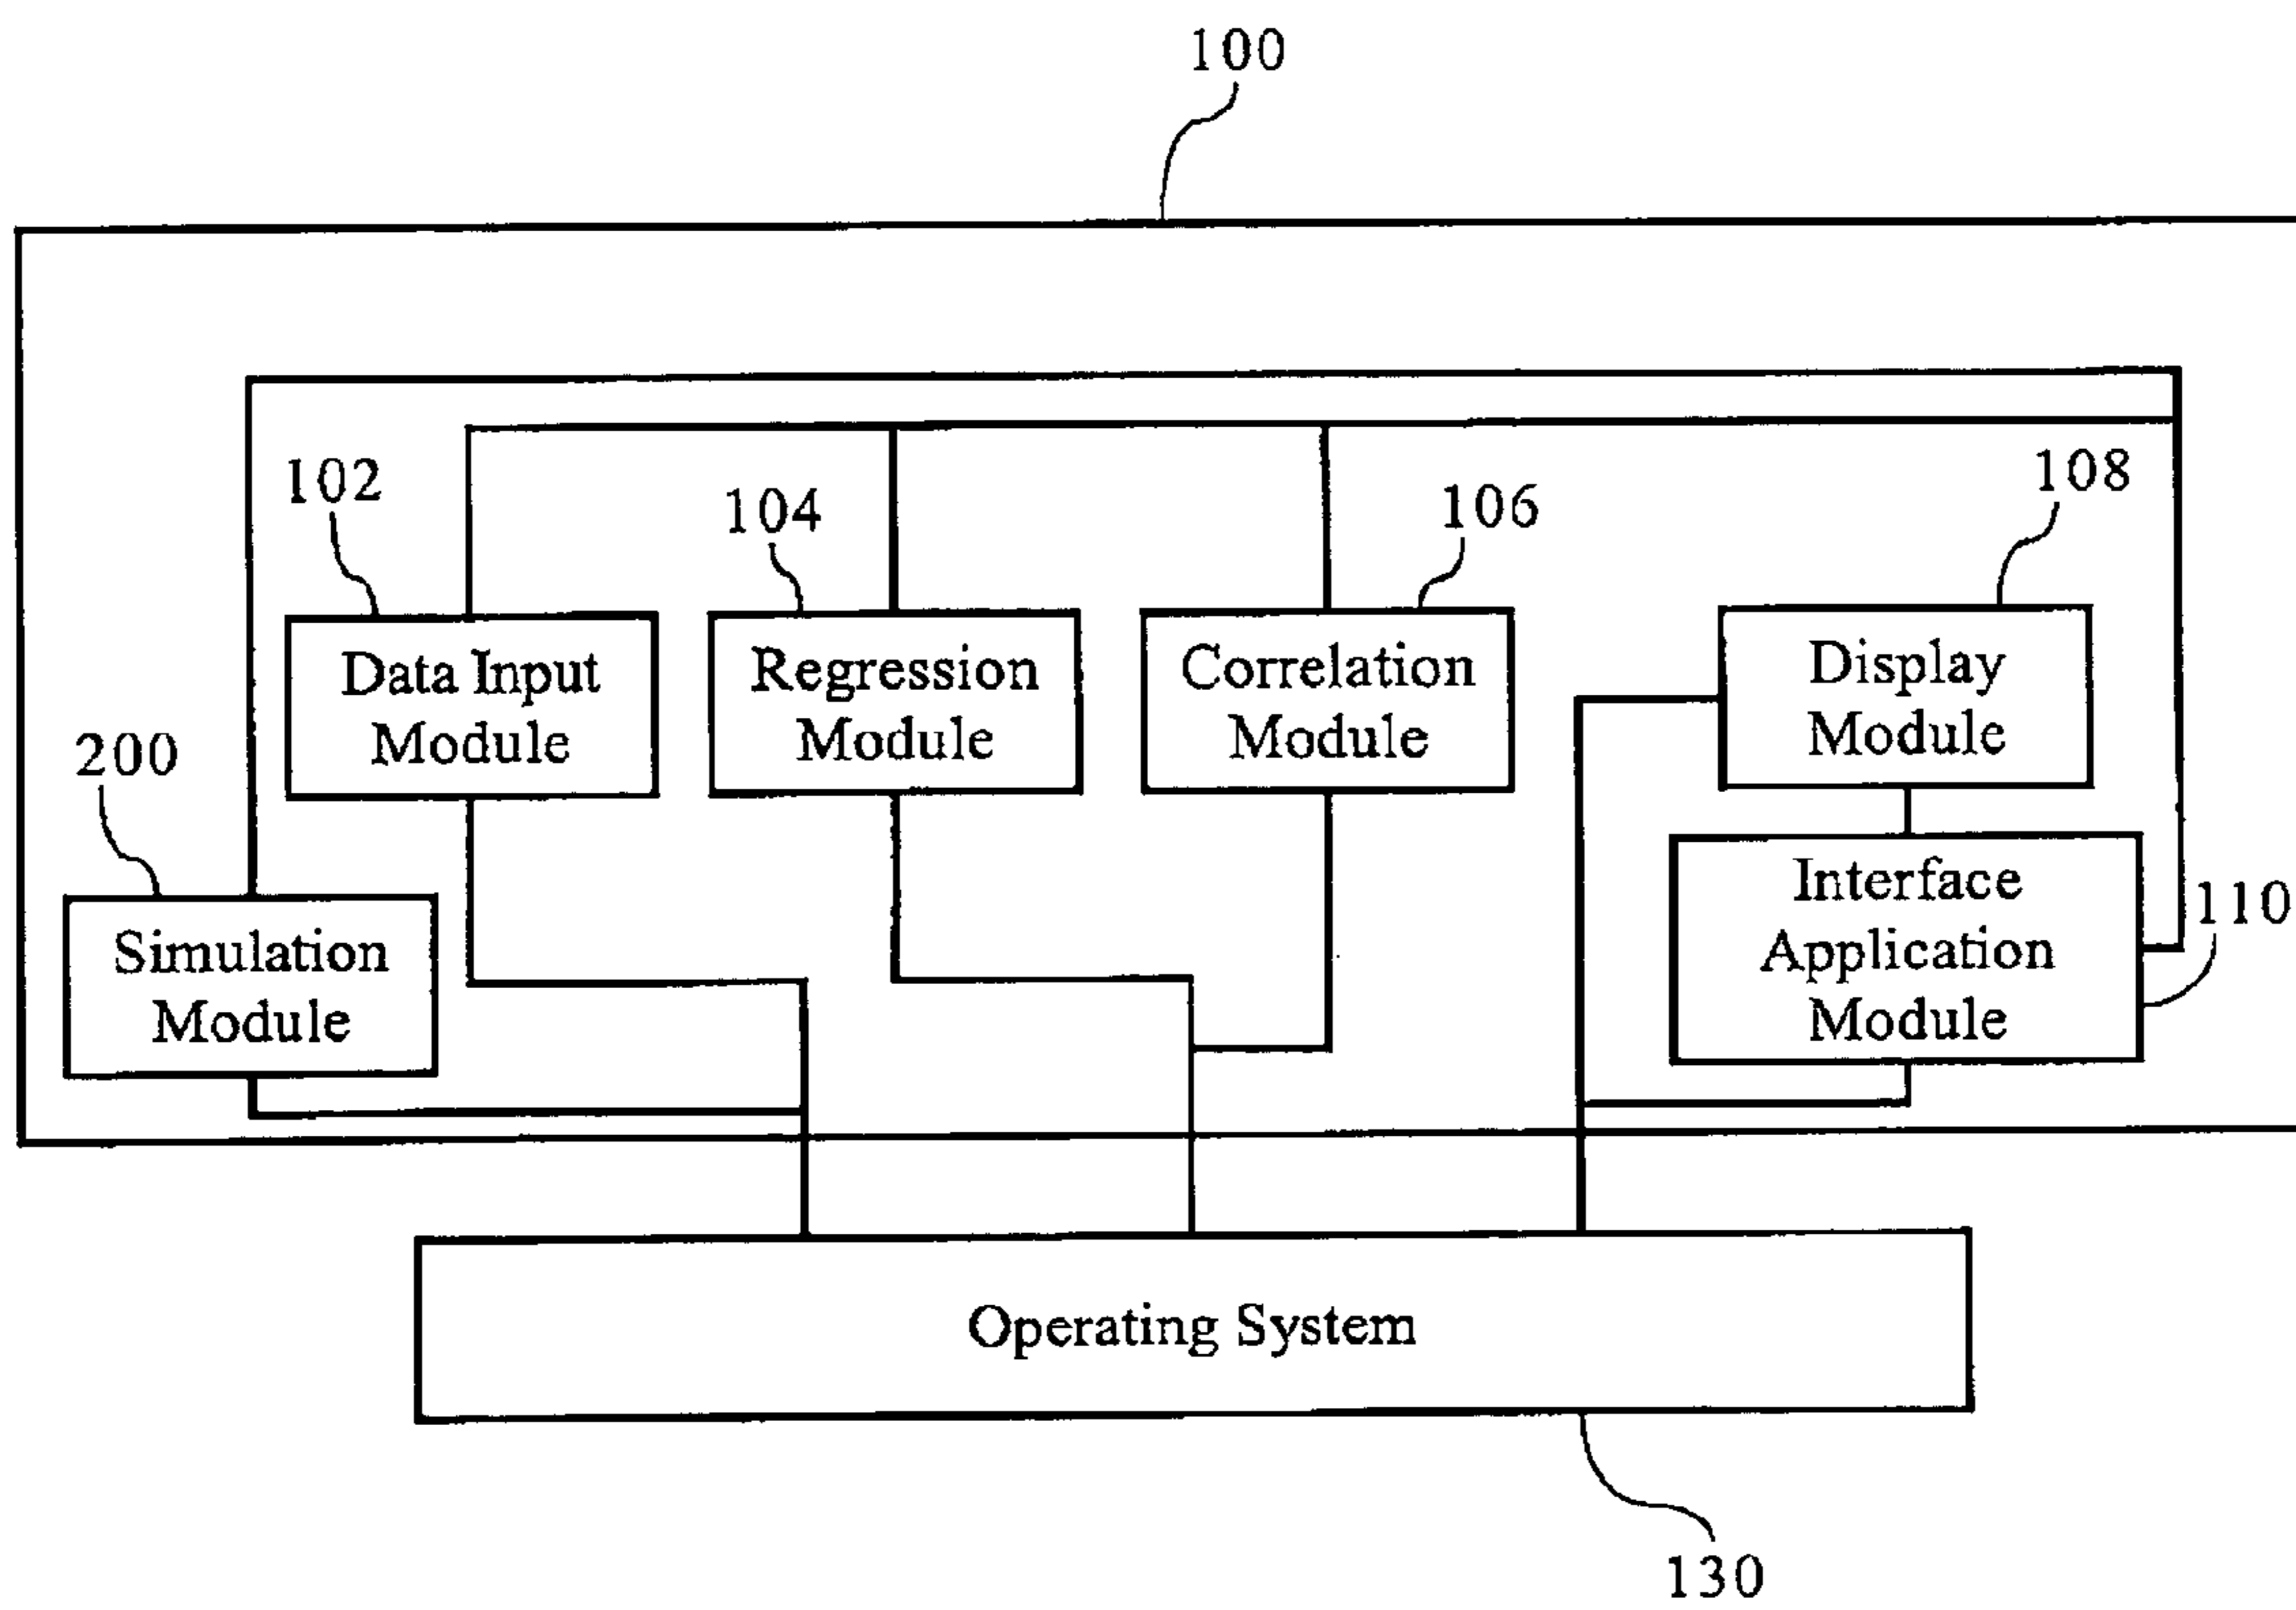 100
102
104
106
108
Data Input
Module
Regression
Module
Correlation
Module
Display
Module
200
Simulation
Module
Interface
Application
Module
110
Operating System
130